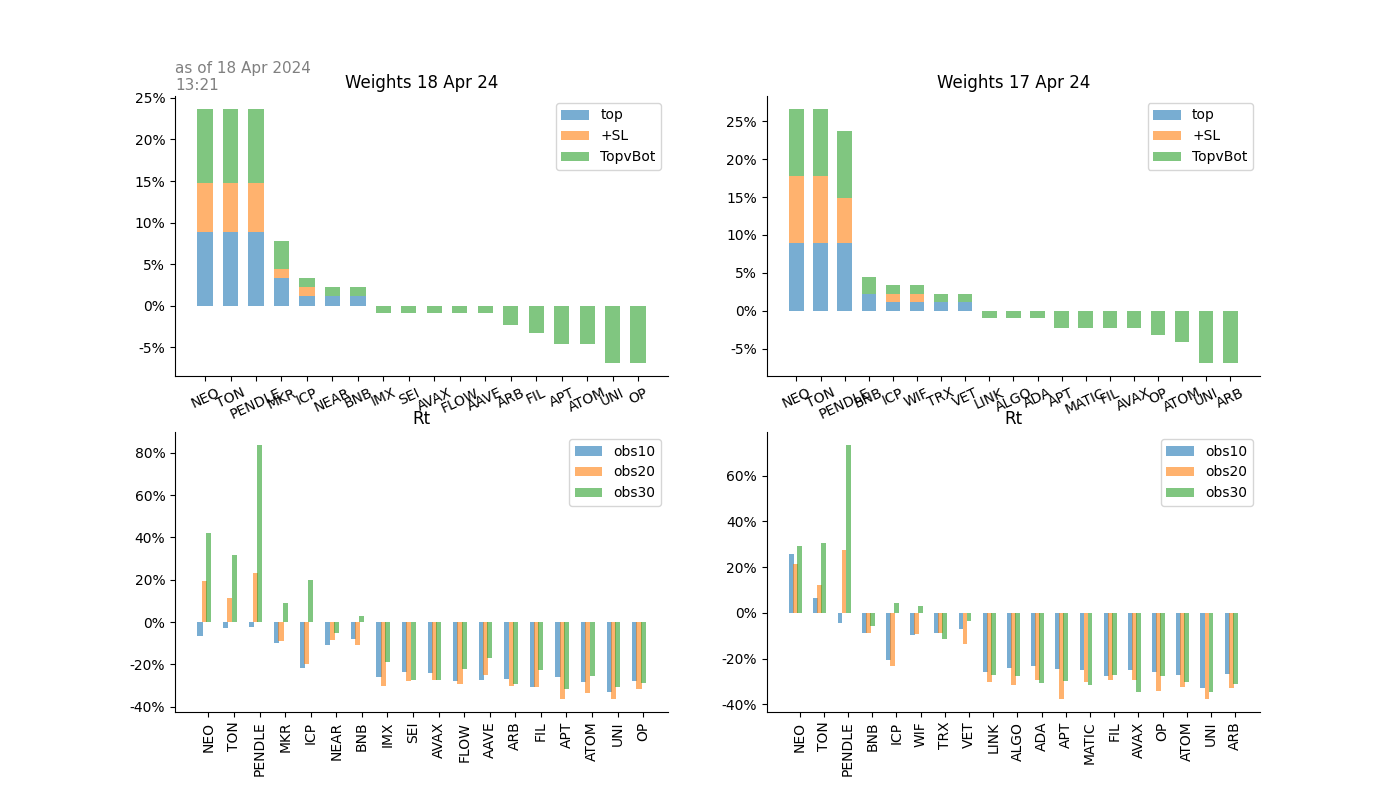 as of 18 Apr 2024
13:21
Weights 18 Apr 24
25%
20%
15%
10%
5%
0%
-5%
top
+SL
TopvBot
NEO TON PENDLE MKR ICP NEAR BNB IMX SEI AVAX FLOW AAVE ARB FIL APT ATOM UNI OP
Weights 17 Apr 24
25%
20%
15%
10%
5%
0%
-5%
top
+SL
TopvBot
NEO TON PENDLE BNB ICP WIF TRX VET LINK ALGO ADA APT MATIC FIL AVAX OP ATOM UNI ARB
Rt
80%
60%
40%
20%
0%
-20%
-40%
obs10
obs20
obs30
NEO TON PENDLE MKR ICP NEAR BNB IMX SEI AVAX FLOW AAVE ARB FIL APT ATOM UNI OP
Rt
60%
40%
20%
0%
-20%
-40%
obs10
obs20
obs30
NEO TON PENDLE BNB ICP WIF TRX VET LINK ALGO ADA APT MATIC FIL AVAX OP ATOM UNI ARB